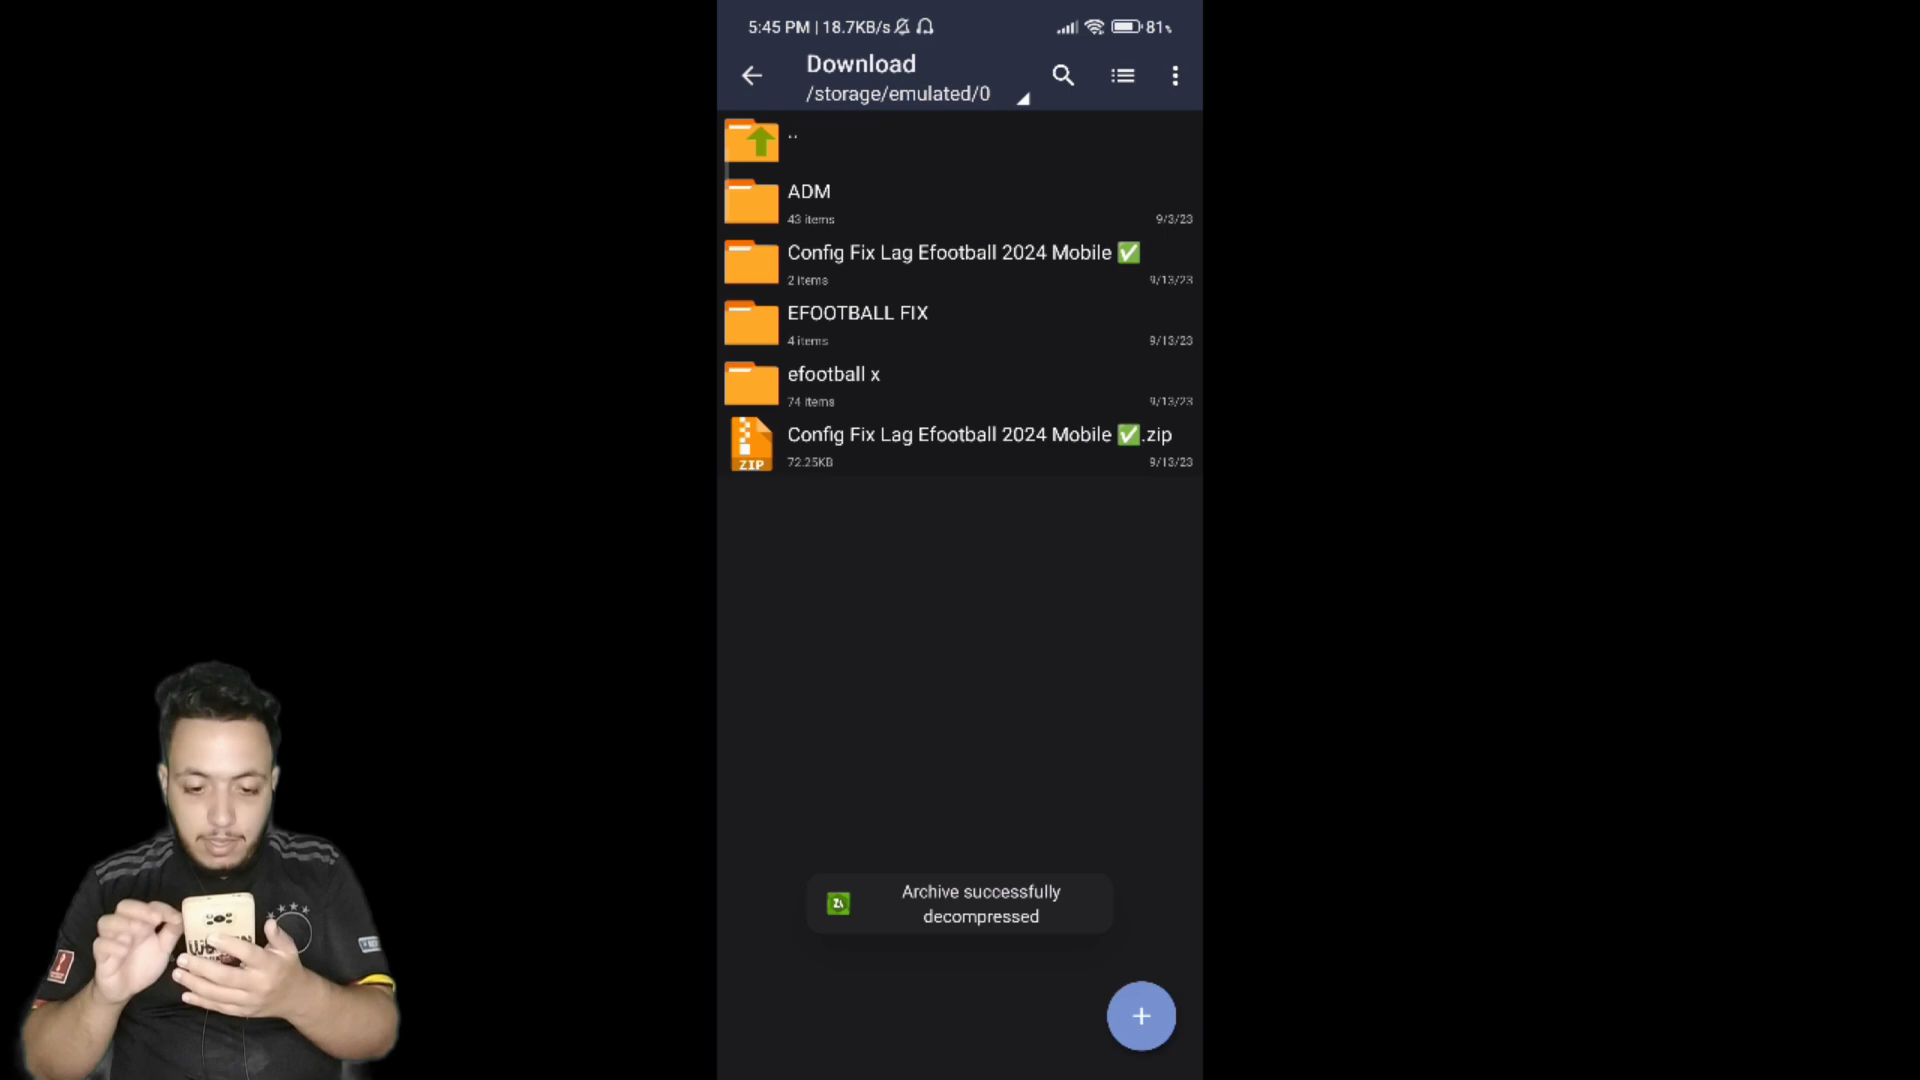 5:45 PM | 18.7KB/s 81%
Download
/storage/emulated/0
..
ADM
43 items 9/3/23
Config Fix Lag Efootball 2024 Mobile ✅
2 items 9/13/23
EFOOTBALL FIX
4 items 9/13/23
efootball x
74 items 9/13/23
Config Fix Lag Efootball 2024 Mobile ✅.zip
ZIP 72.25KB 9/13/23
Archive successfully
decompressed